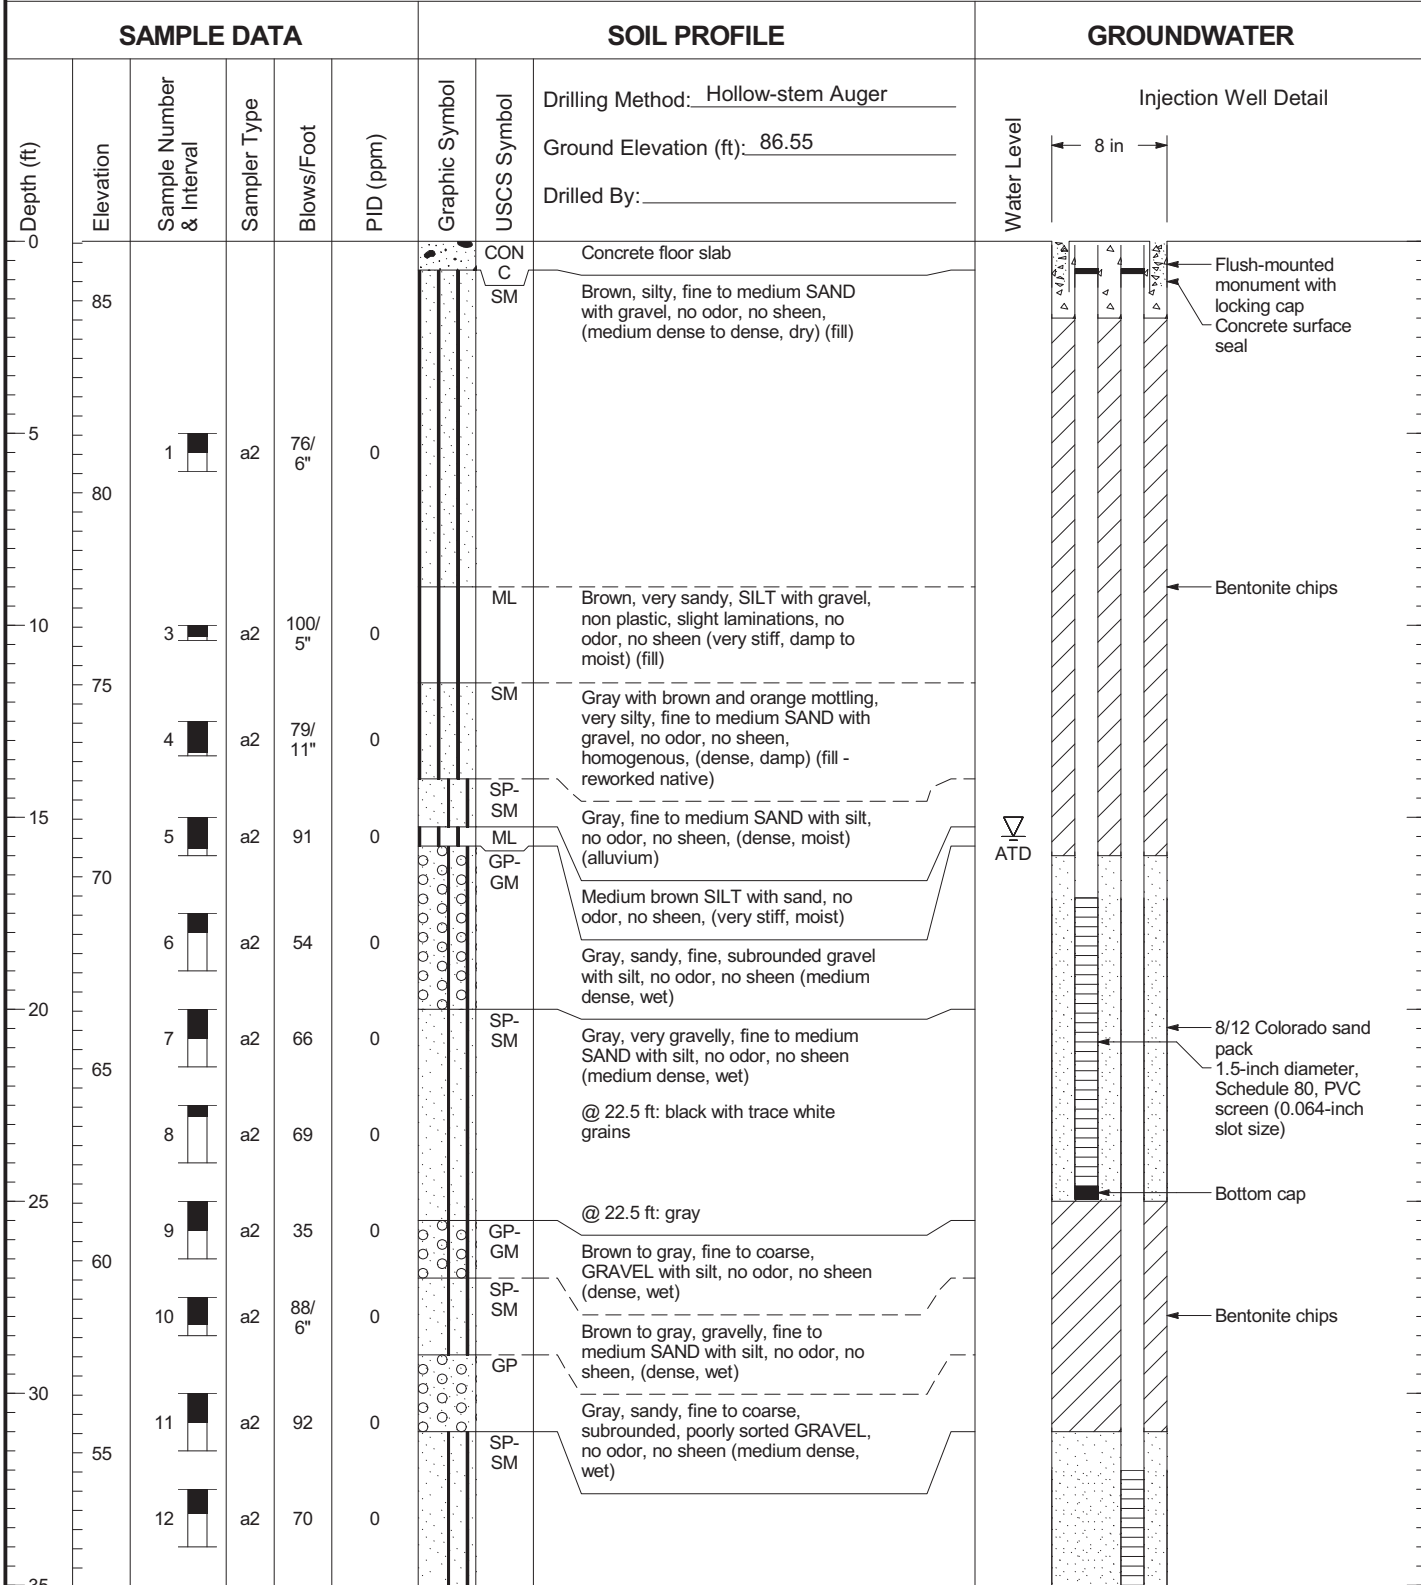 SAMPLE DATA
SOIL PROFILE
GROUNDWATER
Depth (ft)
Elevation
Sample Number
& Interval
Sampler Type
Blows/Foot
PID (ppm)
Graphic Symbol
USCS Symbol
Drilling Method: Hollow-stem Auger
Ground Elevation (ft): 86.55
Drilled By:
Water Level
Injection Well Detail
8 in
0
CON
C
Concrete floor slab
Flush-mounted
monument with
locking cap
Concrete surface
seal
85
SM
Brown, silty, fine to medium SAND
with gravel, no odor, no sheen,
(medium dense to dense, dry) (fill)
5
1
a2
76/
6"
0
80
ML
Brown, very sandy, SILT with gravel,
non plastic, slight laminations, no
odor, no sheen (very stiff, damp to
moist) (fill)
Bentonite chips
10
3
a2
100/
5"
0
75
SM
Gray with brown and orange mottling,
very silty, fine to medium SAND with
gravel, no odor, no sheen,
homogenous, (dense, damp) (fill -
reworked native)
4
a2
79/
11"
0
SP-
SM
Gray, fine to medium SAND with silt,
no odor, no sheen, (dense, moist)
(alluvium)
15
5
a2
91
0
ML
ATD
70
GP-
GM
Medium brown SILT with sand, no
odor, no sheen, (very stiff, moist)
6
a2
54
0
Gray, sandy, fine, subrounded gravel
with silt, no odor, no sheen (medium
dense, wet)
20
7
a2
66
0
SP-
SM
Gray, very gravelly, fine to medium
SAND with silt, no odor, no sheen
(medium dense, wet)
8/12 Colorado sand
pack
1.5-inch diameter,
Schedule 80, PVC
screen (0.064-inch
slot size)
65
@ 22.5 ft: black with trace white
grains
8
a2
69
0
Bottom cap
25
@ 22.5 ft: gray
9
a2
35
0
GP-
GM
Brown to gray, fine to coarse,
GRAVEL with silt, no odor, no sheen
(dense, wet)
60
SP-
SM
10
a2
88/
6"
0
Brown to gray, gravelly, fine to
medium SAND with silt, no odor, no
sheen, (dense, wet)
Bentonite chips
GP
30
11
a2
92
0
Gray, sandy, fine to coarse,
subrounded, poorly sorted GRAVEL,
no odor, no sheen (medium dense,
wet)
55
SP-
SM
12
a2
70
0
35